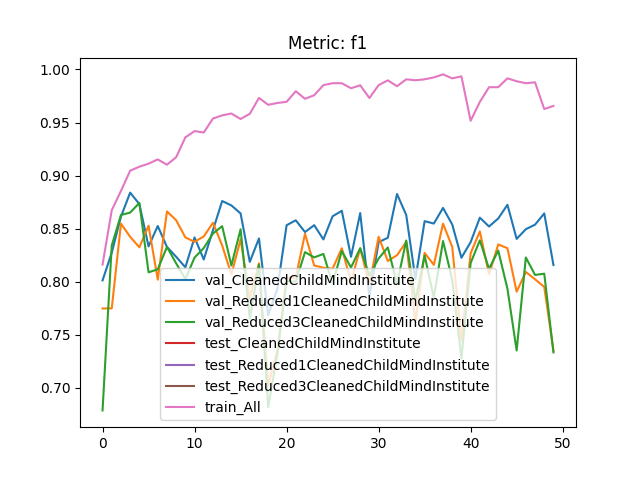 Metric: f1
1.00
0.95
0.90
0.85
0.80
0.75
0.70
val_CleanedChildMindInstitute
val_Reduced1CleanedChildMindInstitute
val_Reduced3CleanedChildMindInstitute
test_CleanedChildMindInstitute
test_Reduced1CleanedChildMindInstitute
test_Reduced3CleanedChildMindInstitute
train_All
0 10 20 30 40 50